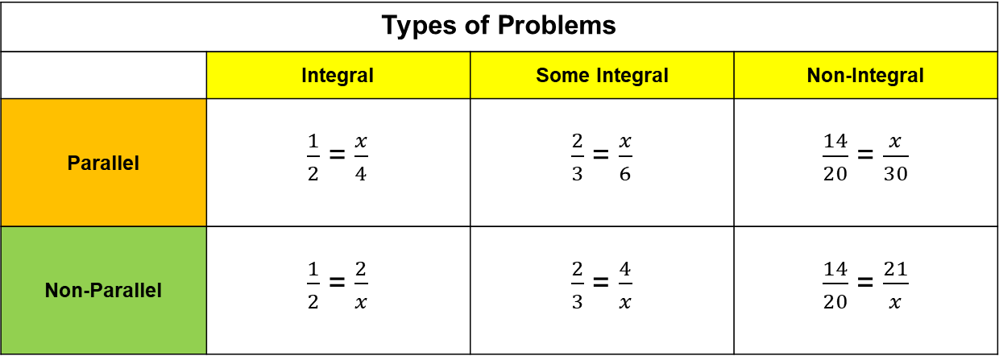 Types of Problems
Integral Some Integral Non-Integral
Parallel 1/2 = x/4 2/3 = x/6 14/20 = x/30
Non-Parallel 1/2 = 2/x 2/3 = 4/x 14/20 = 21/x